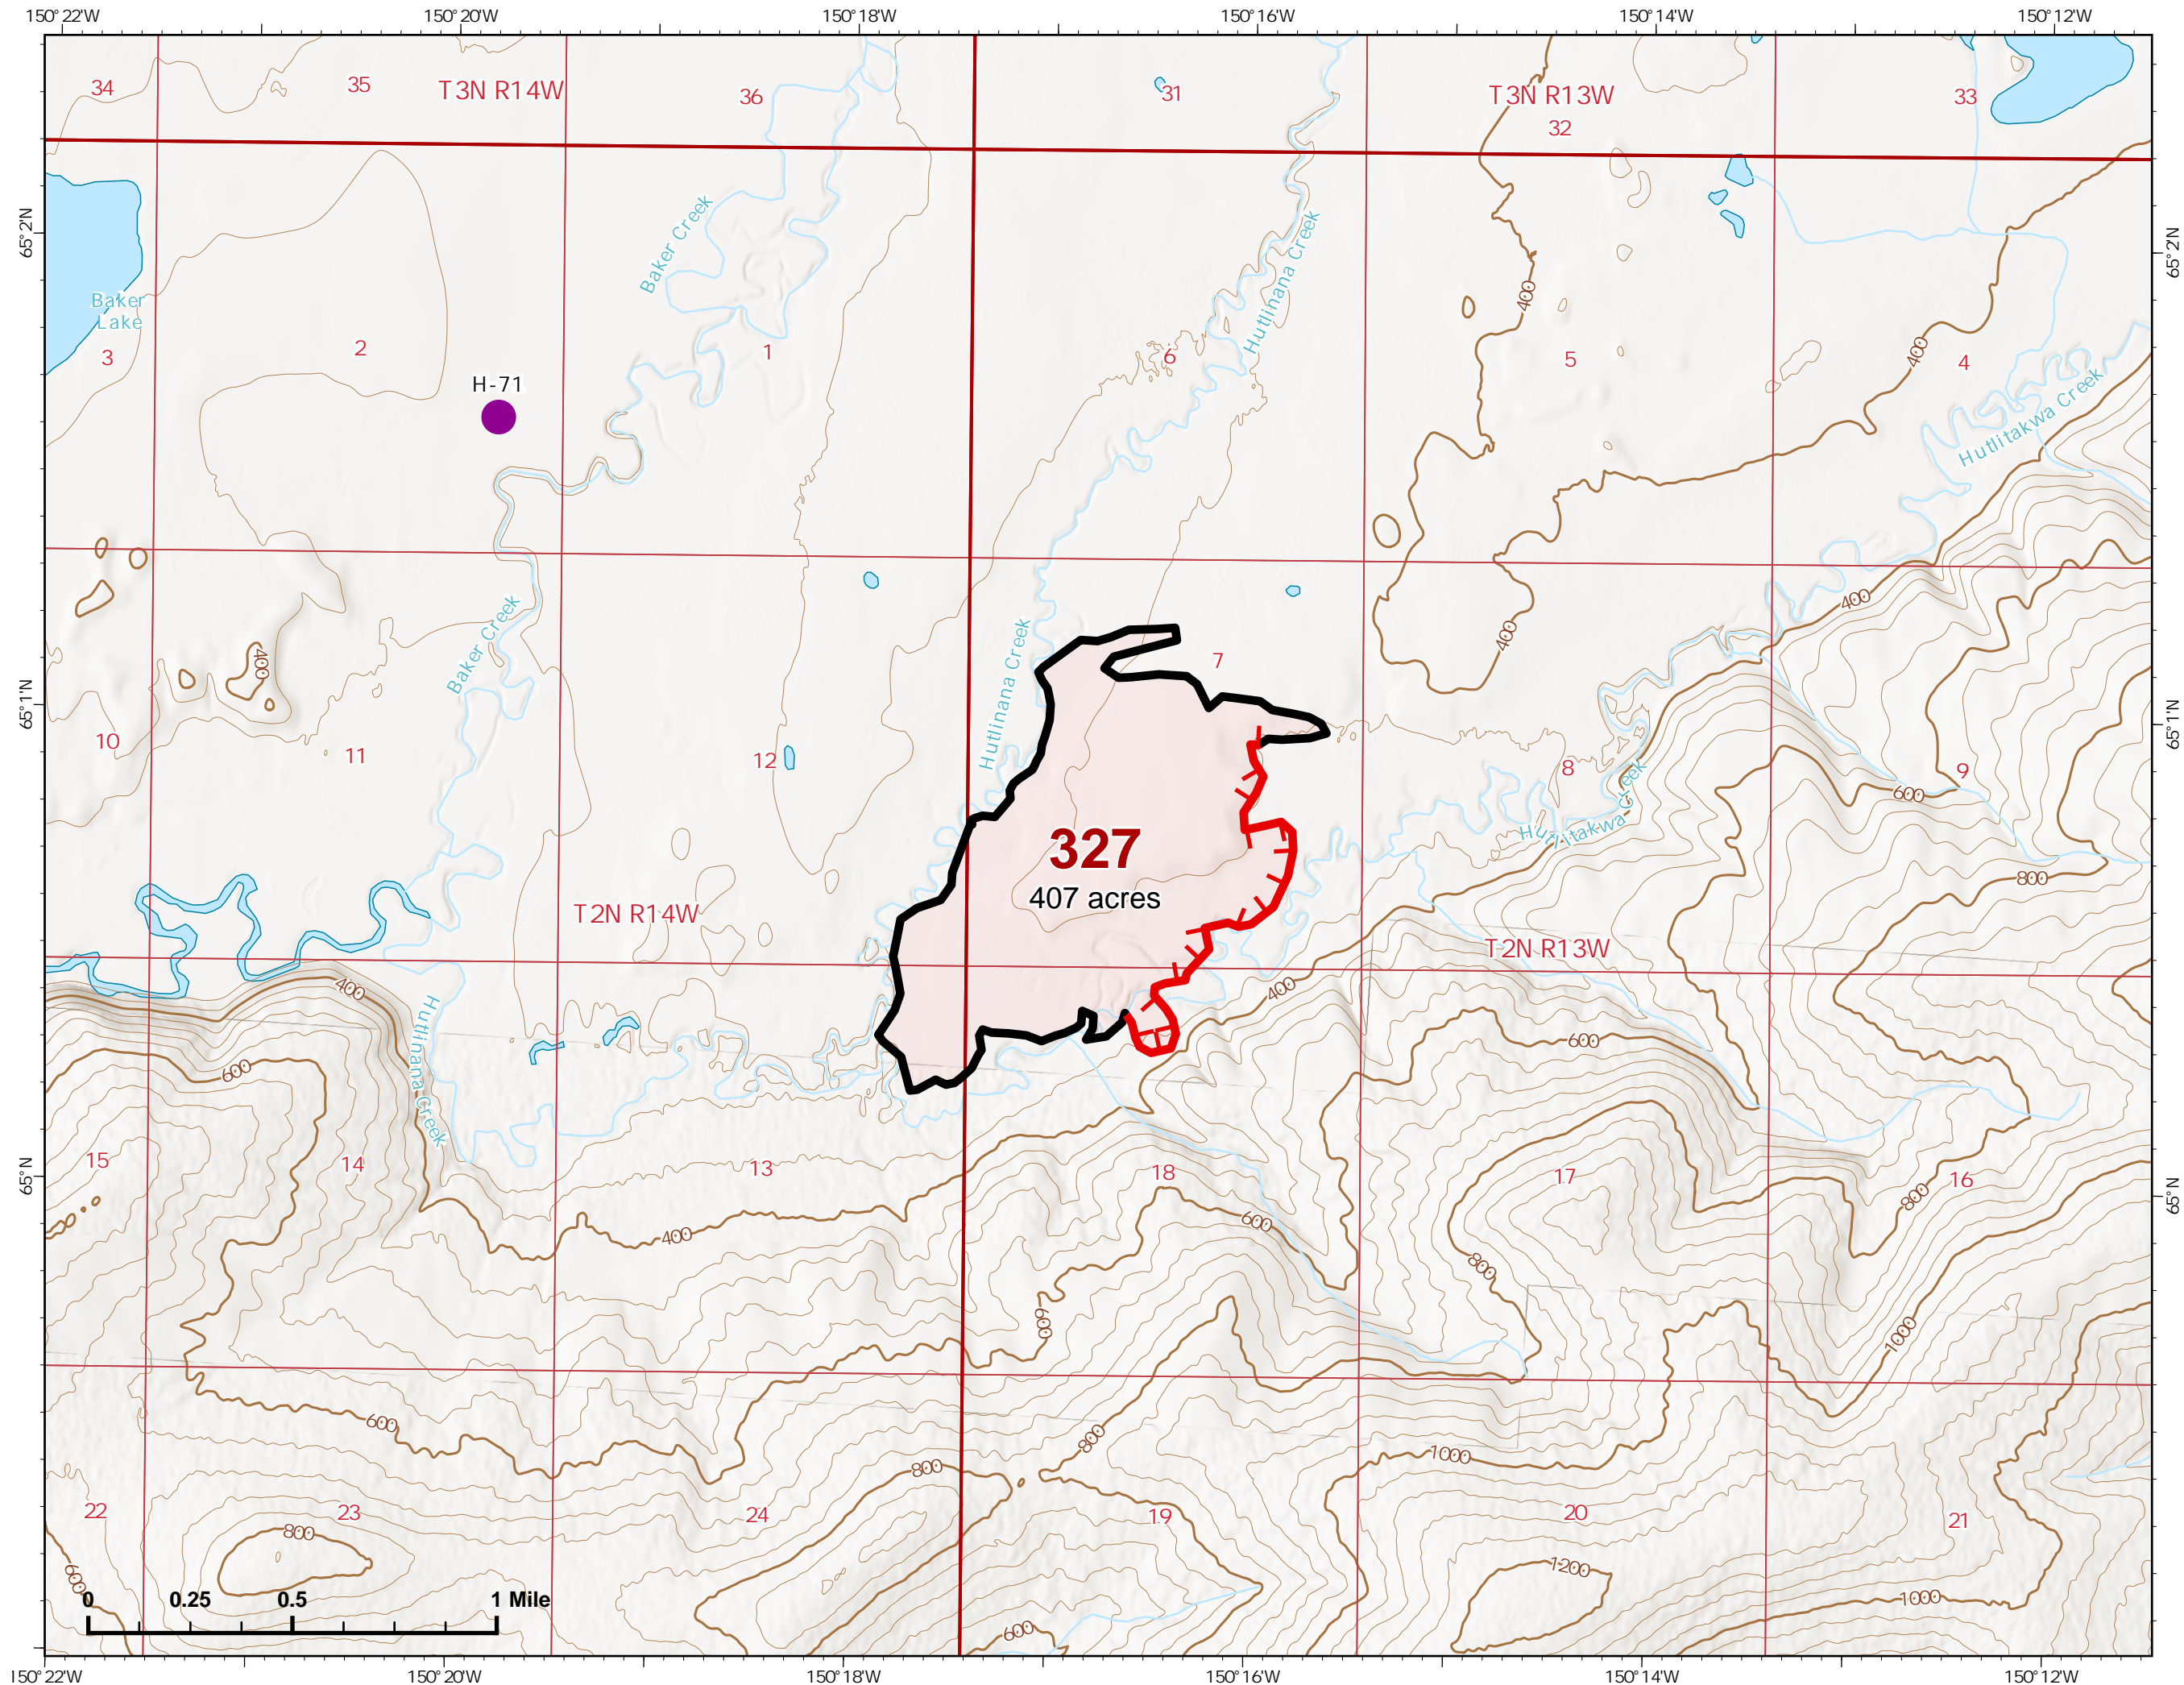 150°22'W 150°20'W 150°18'W 150°16'W 150°14'W 150°12'W
34 35 T3N R14W 36 31 T3N R13W 33
32
65°2'N
65°2'N
Baker Creek
Hutlinana Creek
Baker
Lake
400
400
3 2 1 6 5 4
H-71
Hutlitakwa Creek
400
400
400
Baker Creek
Hutlinana Creek
7
65°1'N
65°1'N
10 11 12 8 9
600
Hutlitakwa Creek
327
407 acres
800
T2N R14W
T2N R13W
400
400
Hutlinana Creek
600
600
15 14 13 18 17 16
65°N
65°N
800
600
400
800
600
1000
600
800
1000
800
22 23 24 19 20 21
800
1200
600
1000
600
0 0.25 0.5 1 Mile
150°22'W 150°20'W 150°18'W 150°16'W 150°14'W 150°12'W